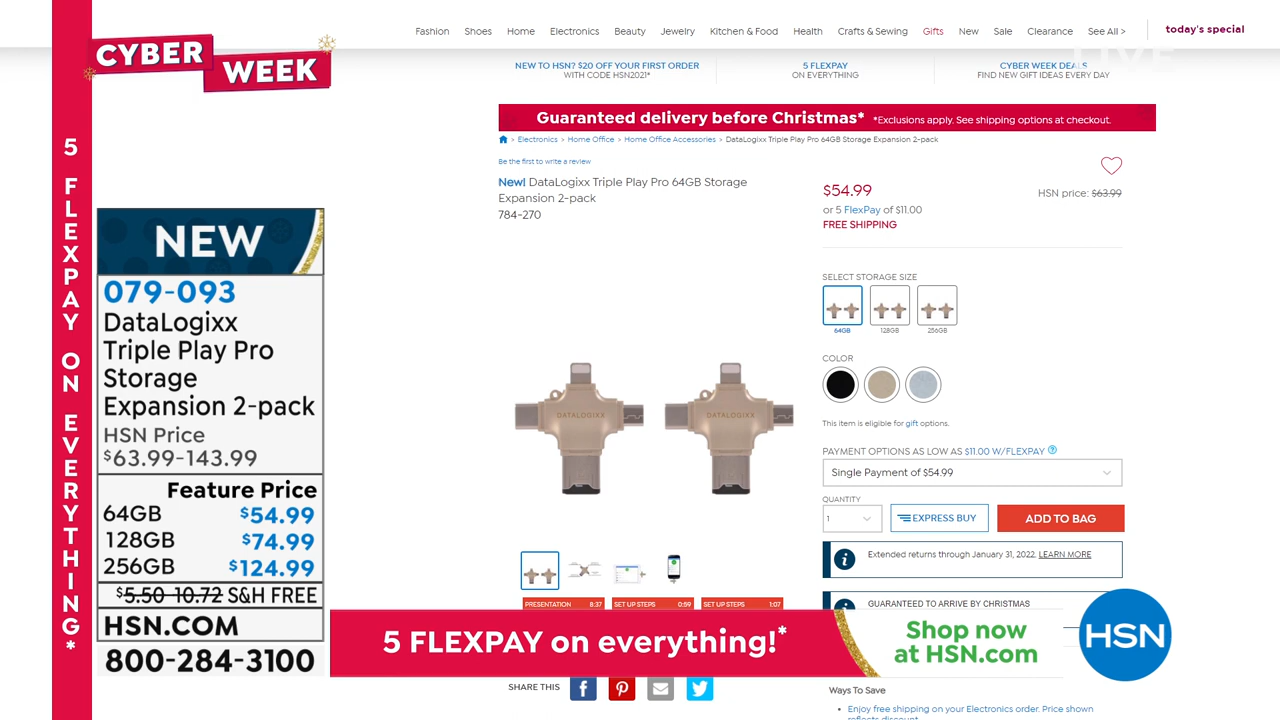 CYBER
WEEK
5 FLEXPAY ON EVERYTHING!*
NEW
079-093
DataLogixx
Triple Play Pro
Storage
Expansion 2-pack
HSN Price
$63.99-143.99
Feature Price
64GB $54.99
128GB $74.99
256GB $124.99
$5.50-10.72 S&H FREE
HSN.COM
800-284-3100
Fashion Shoes Home Electronics Beauty Jewelry Kitchen & Food Health Crafts & Sewing Gifts New Sale Clearance See All > today's special
LIVE
NEW TO HSN? $20 OFF YOUR FIRST ORDER
WITH CODE HSN2021*
5 FLEXPAY
ON EVERYTHING
CYBER WEEK DEALS
FIND NEW GIFT IDEAS EVERY DAY
Guaranteed delivery before Christmas* *Exclusions apply. See shipping options at checkout.
> Electronics > Home Office > Home Office Accessories > DataLogixx Triple Play Pro 64GB Storage Expansion 2-pack
Be the first to write a review
New! DataLogixx Triple Play Pro 64GB Storage
Expansion 2-pack
784-270
DATALOGIXX
DATALOGIXX
PRESENTATION 8:37
SET UP STEPS 0:59
SET UP STEPS 1:07
$54.99
HSN price: $63.99
or 5 FlexPay of $11.00
FREE SHIPPING
SELECT STORAGE SIZE
64GB 128GB 256GB
COLOR
This item is eligible for gift options.
PAYMENT OPTIONS AS LOW AS $11.00 W/FLEXPAY ?
Single Payment of $54.99
QUANTITY
1
EXPRESS BUY
ADD TO BAG
Extended returns through January 31, 2022. LEARN MORE
GUARANTEED TO ARRIVE BY CHRISTMAS
5 FLEXPAY on everything!*
Shop now
at HSN.com
HSN
SHARE THIS
Ways To Save
Enjoy free shipping on your Electronics order. Price shown
reflects discount